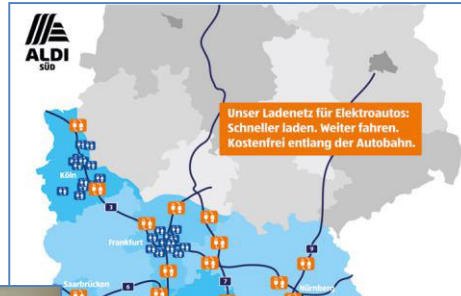 ALDI
SÜD
Unser Ladenetz für Elektroautos:
Schneller laden. Weiter fahren.
Kostenfrei entlang der Autobahn.
Köln
3
Frankfurt
9
Saarbrücken
6
7
Nürnberg